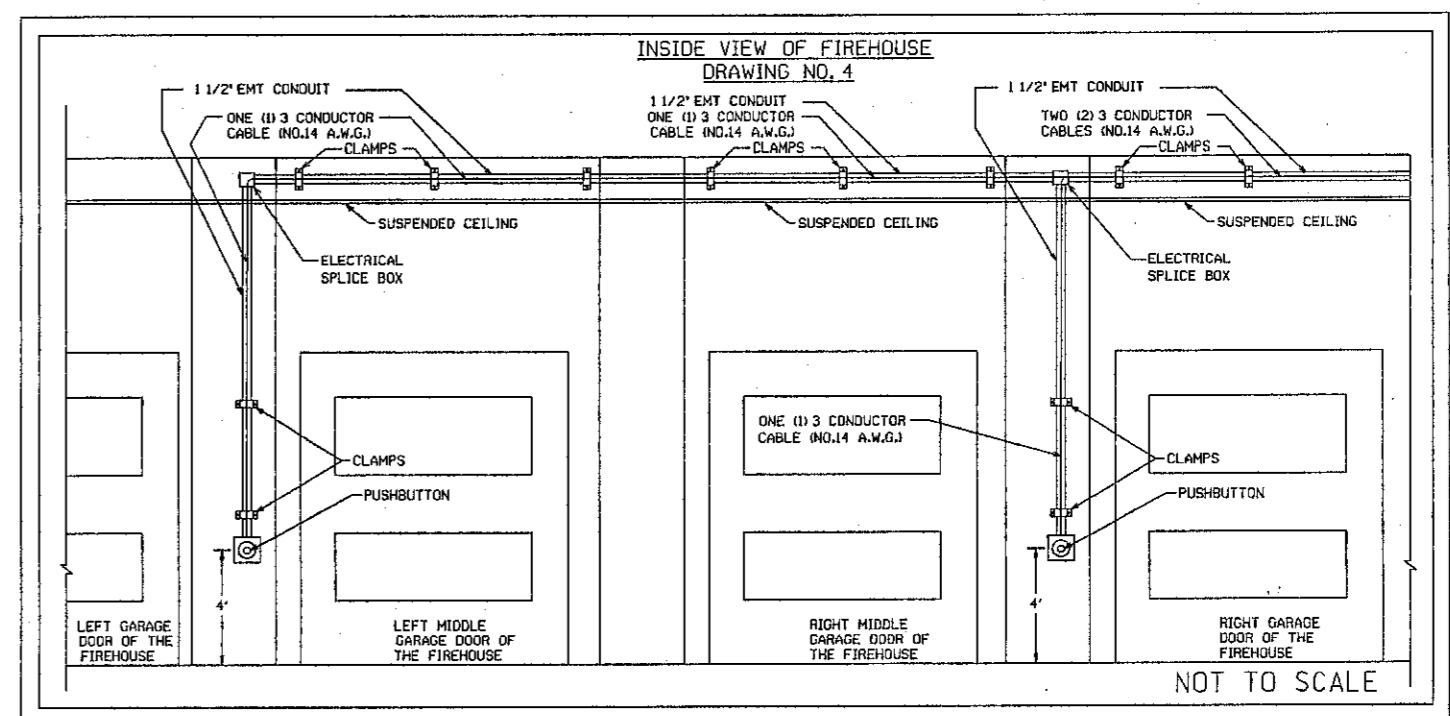 INSIDE VIEW OF FIREHOUSE
DRAWING NO. 4
1 1/2" EMT CONDUIT
ONE (1) 3 CONDUCTOR
CABLE (NO.14 A.W.G.)
CLAMPS
1 1/2" EMT CONDUIT
ONE (1) 3 CONDUCTOR
CABLE (NO.14 A.W.G.)
CLAMPS
1 1/2" EMT CONDUIT
TWO (2) 3 CONDUCTOR
CABLES (NO.14 A.W.G.)
CLAMPS
SUSPENDED CEILING
SUSPENDED CEILING
SUSPENDED CEILING
ELECTRICAL
SPLICE BOX
ELECTRICAL
SPLICE BOX
ONE (1) 3 CONDUCTOR
CABLE (NO.14 A.W.G.)
CLAMPS
CLAMPS
PUSHBUTTON
PUSHBUTTON
4'
4'
LEFT GARAGE
DOOR OF THE
FIREHOUSE
LEFT MIDDLE
GARAGE DOOR OF
THE FIREHOUSE
RIGHT MIDDLE
GARAGE DOOR OF
THE FIREHOUSE
RIGHT GARAGE
DOOR OF THE
FIREHOUSE
NOT TO SCALE